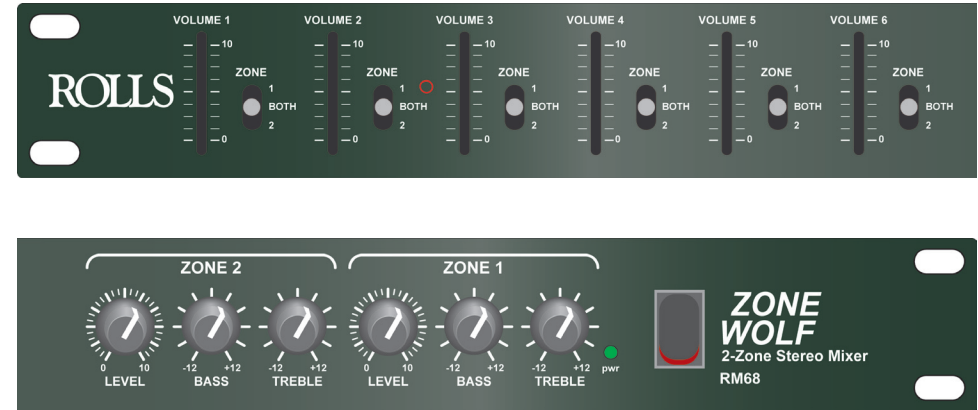 VOLUME 1 VOLUME 2 VOLUME 3 VOLUME 4 VOLUME 5 VOLUME 6
10 10 10 10 10 10
ZONE ZONE ZONE ZONE ZONE ZONE
1 1 1 1 1 1
ROLLS
BOTH BOTH BOTH BOTH BOTH BOTH
2 2 2 2 2 2
0 0 0 0 0 0
ZONE 2 ZONE 1
ZONE
WOLF
2-Zone Stereo Mixer
0 10 -12 +12 -12 +12 0 10 -12 +12 -12 +12 pwr
LEVEL BASS TREBLE LEVEL BASS TREBLE
RM68